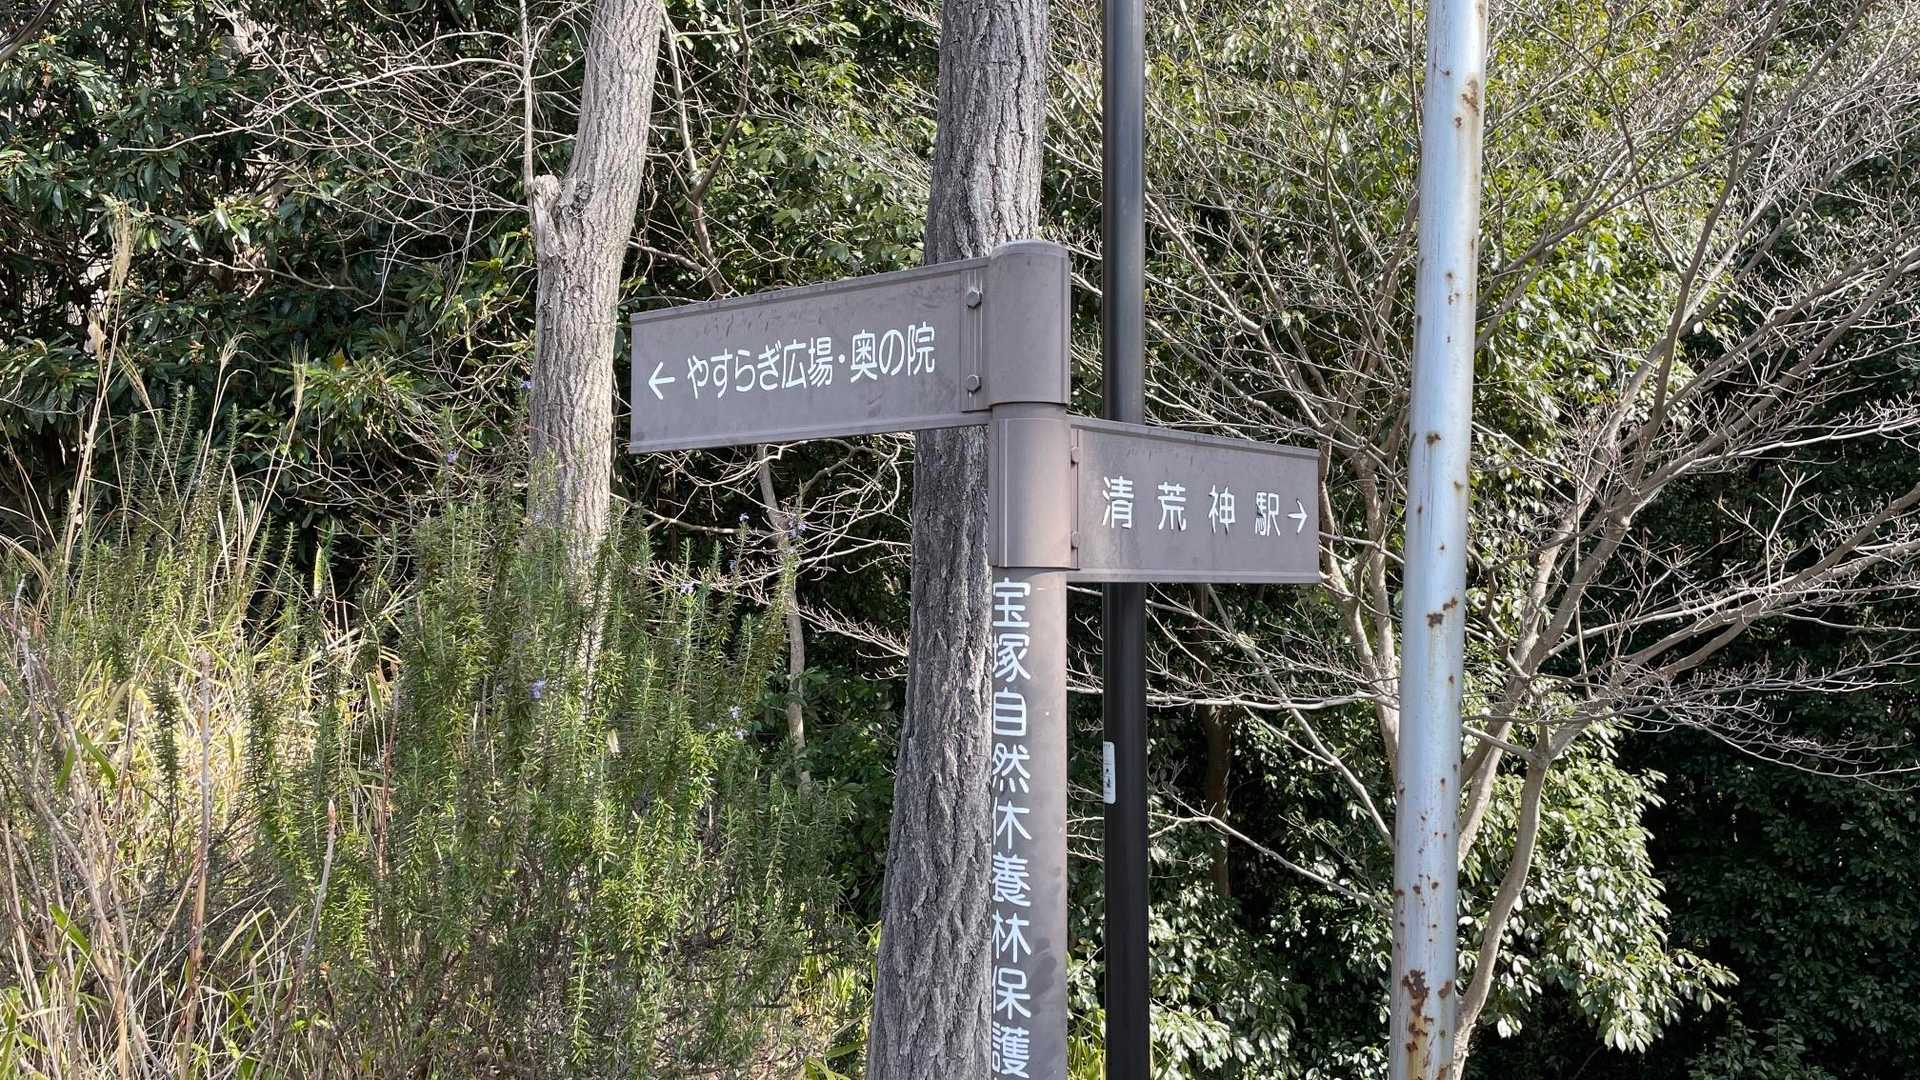 ← やすらぎ広場・奥の院
清荒神駅 →
宝塚自然休養林保護